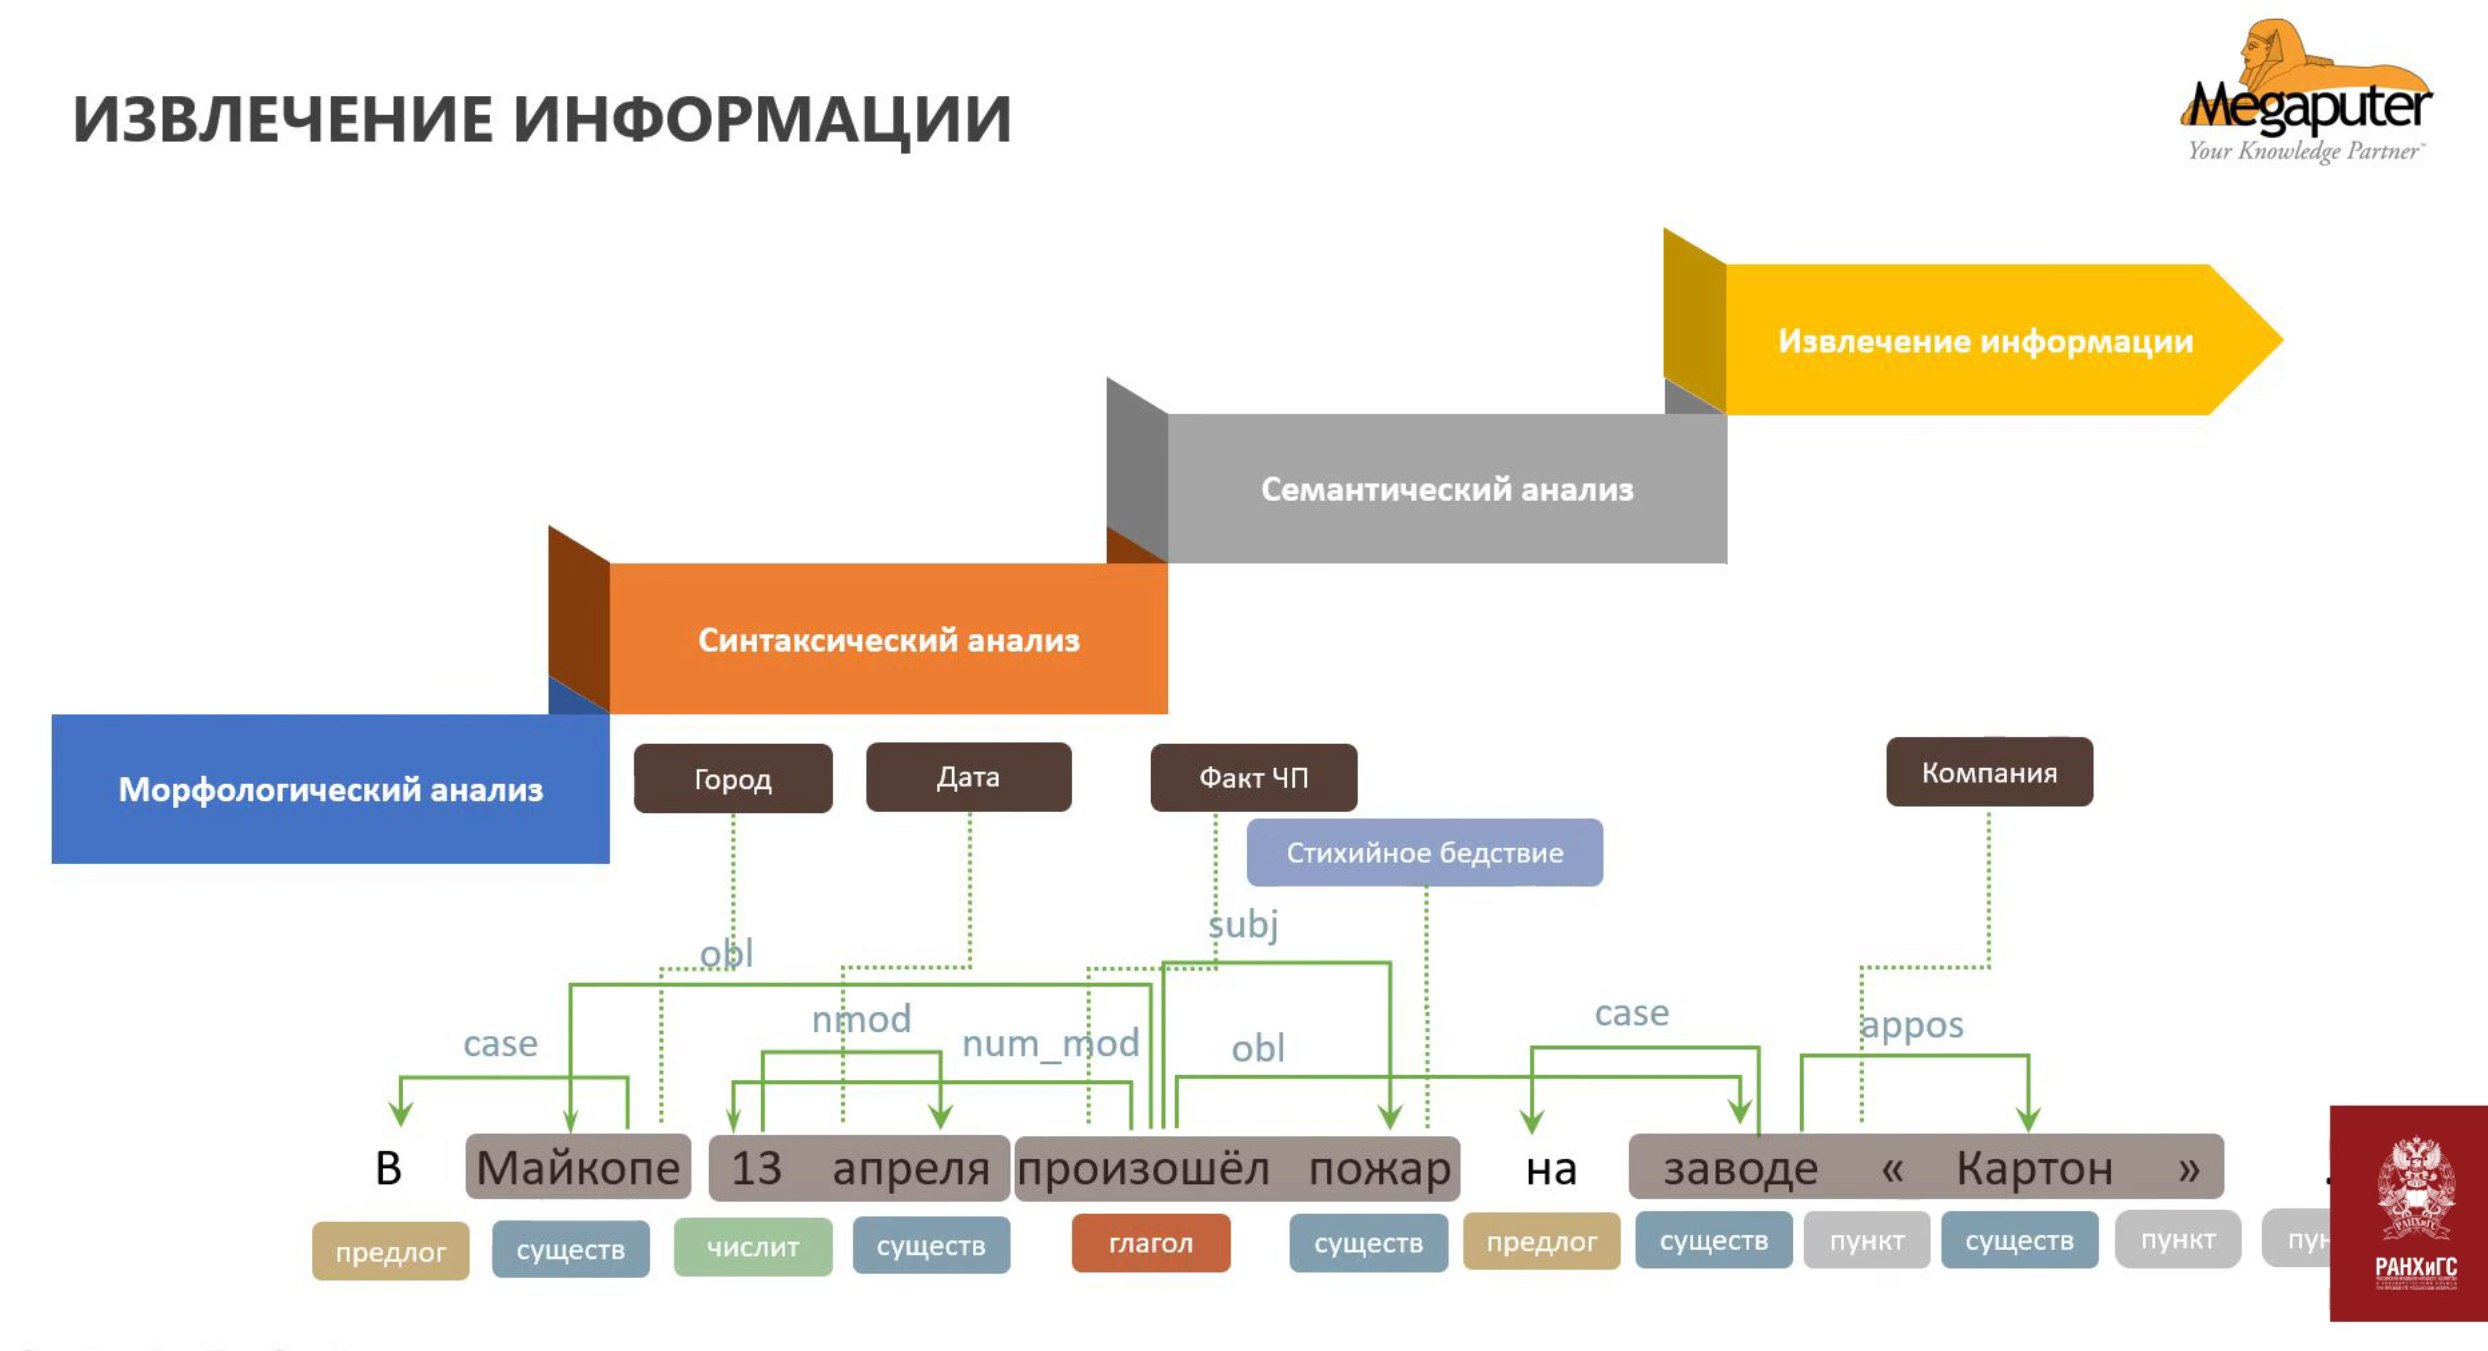 ИЗВЛЕЧЕНИЕ ИНФОРМАЦИИ
Megaputer
Your Knowledge Partner
Извлечение информации
Семантический анализ
Синтаксический анализ
Морфологический анализ
Город Дата Факт ЧП Компания
Стихийное бедствие
subj
obl
case nmod num_mod obl case appos
В Майкопе 13 апреля произошёл пожар на заводе « Картон » .
предлог существ числит существ глагол существ предлог существ пункт существ пункт пун
РАНХиГС
РАНХиГС